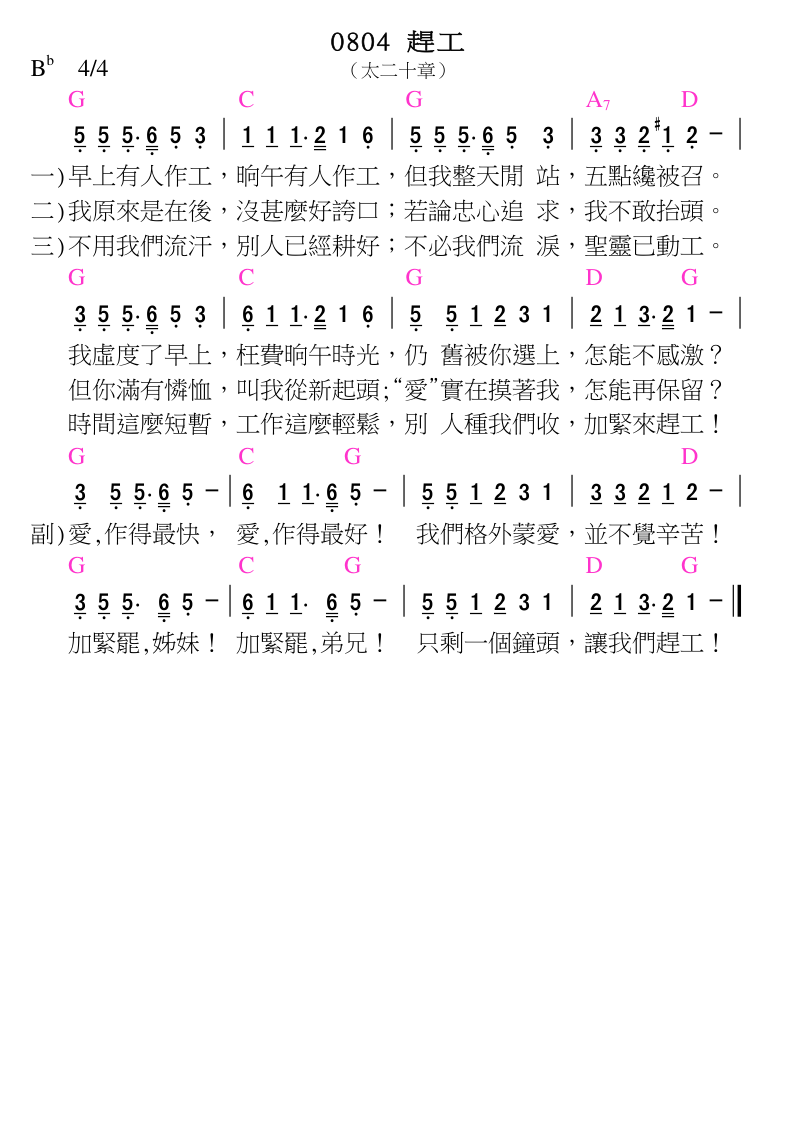 0804 趕工
B♭ 4/4 （太二十章）
G C G A7 D
5 5 5· 6 5 3 | 1 1 1· 2 1 6 | 5 5 5· 6 5 3 | 3 3 2 #1 2 － |
一)早上有人作工，晌午有人作工，但我整天閒 站，五點纔被召。
二)我原來是在後，沒甚麼好誇口；若論忠心追 求，我不敢抬頭。
三)不用我們流汗，別人已經耕好；不必我們流 淚，聖靈已動工。
G C G D G
3 5 5· 6 5 3 | 6 1 1· 2 1 6 | 5 5 1 2 3 1 | 2 1 3· 2 1 － |
我虛度了早上，枉費晌午時光，仍 舊被你選上，怎能不感激？
但你滿有憐恤，叫我從新起頭；“愛”實在摸著我，怎能再保留？
時間這麼短暫，工作這麼輕鬆，別 人種我們收，加緊來趕工！
G C G D
3 5 5· 6 5 － | 6 1 1· 6 5 － | 5 5 1 2 3 1 | 3 3 2 1 2 － |
副)愛,作得最快， 愛,作得最好！ 我們格外蒙愛，並不覺辛苦！
G C G D G
3 5 5· 6 5 － | 6 1 1· 6 5 － | 5 5 1 2 3 1 | 2 1 3· 2 1 － ||
加緊罷,姊妹！ 加緊罷,弟兄！ 只剩一個鐘頭，讓我們趕工！